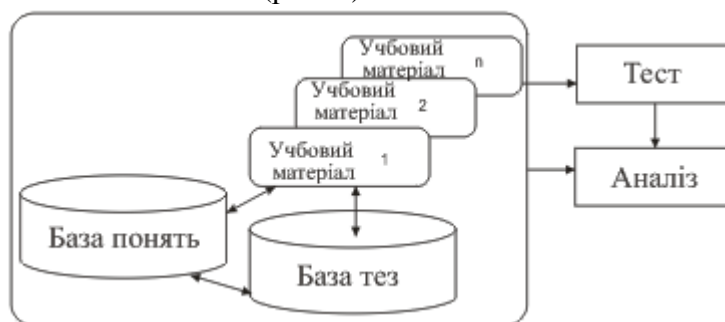 Учбовий
матеріал n
Учбовий
матеріал 2
Учбовий
матеріал 1
База понять
База тез
Тест
Аналіз